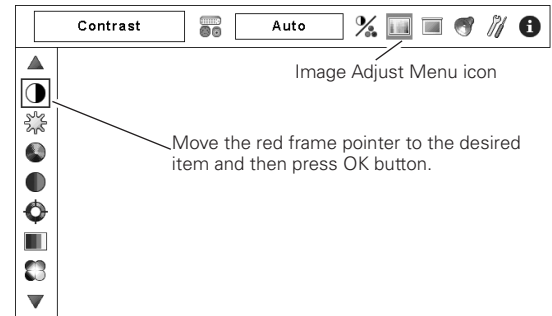 Contrast
Auto
Image Adjust Menu icon
Move the red frame pointer to the desired
item and then press OK button.